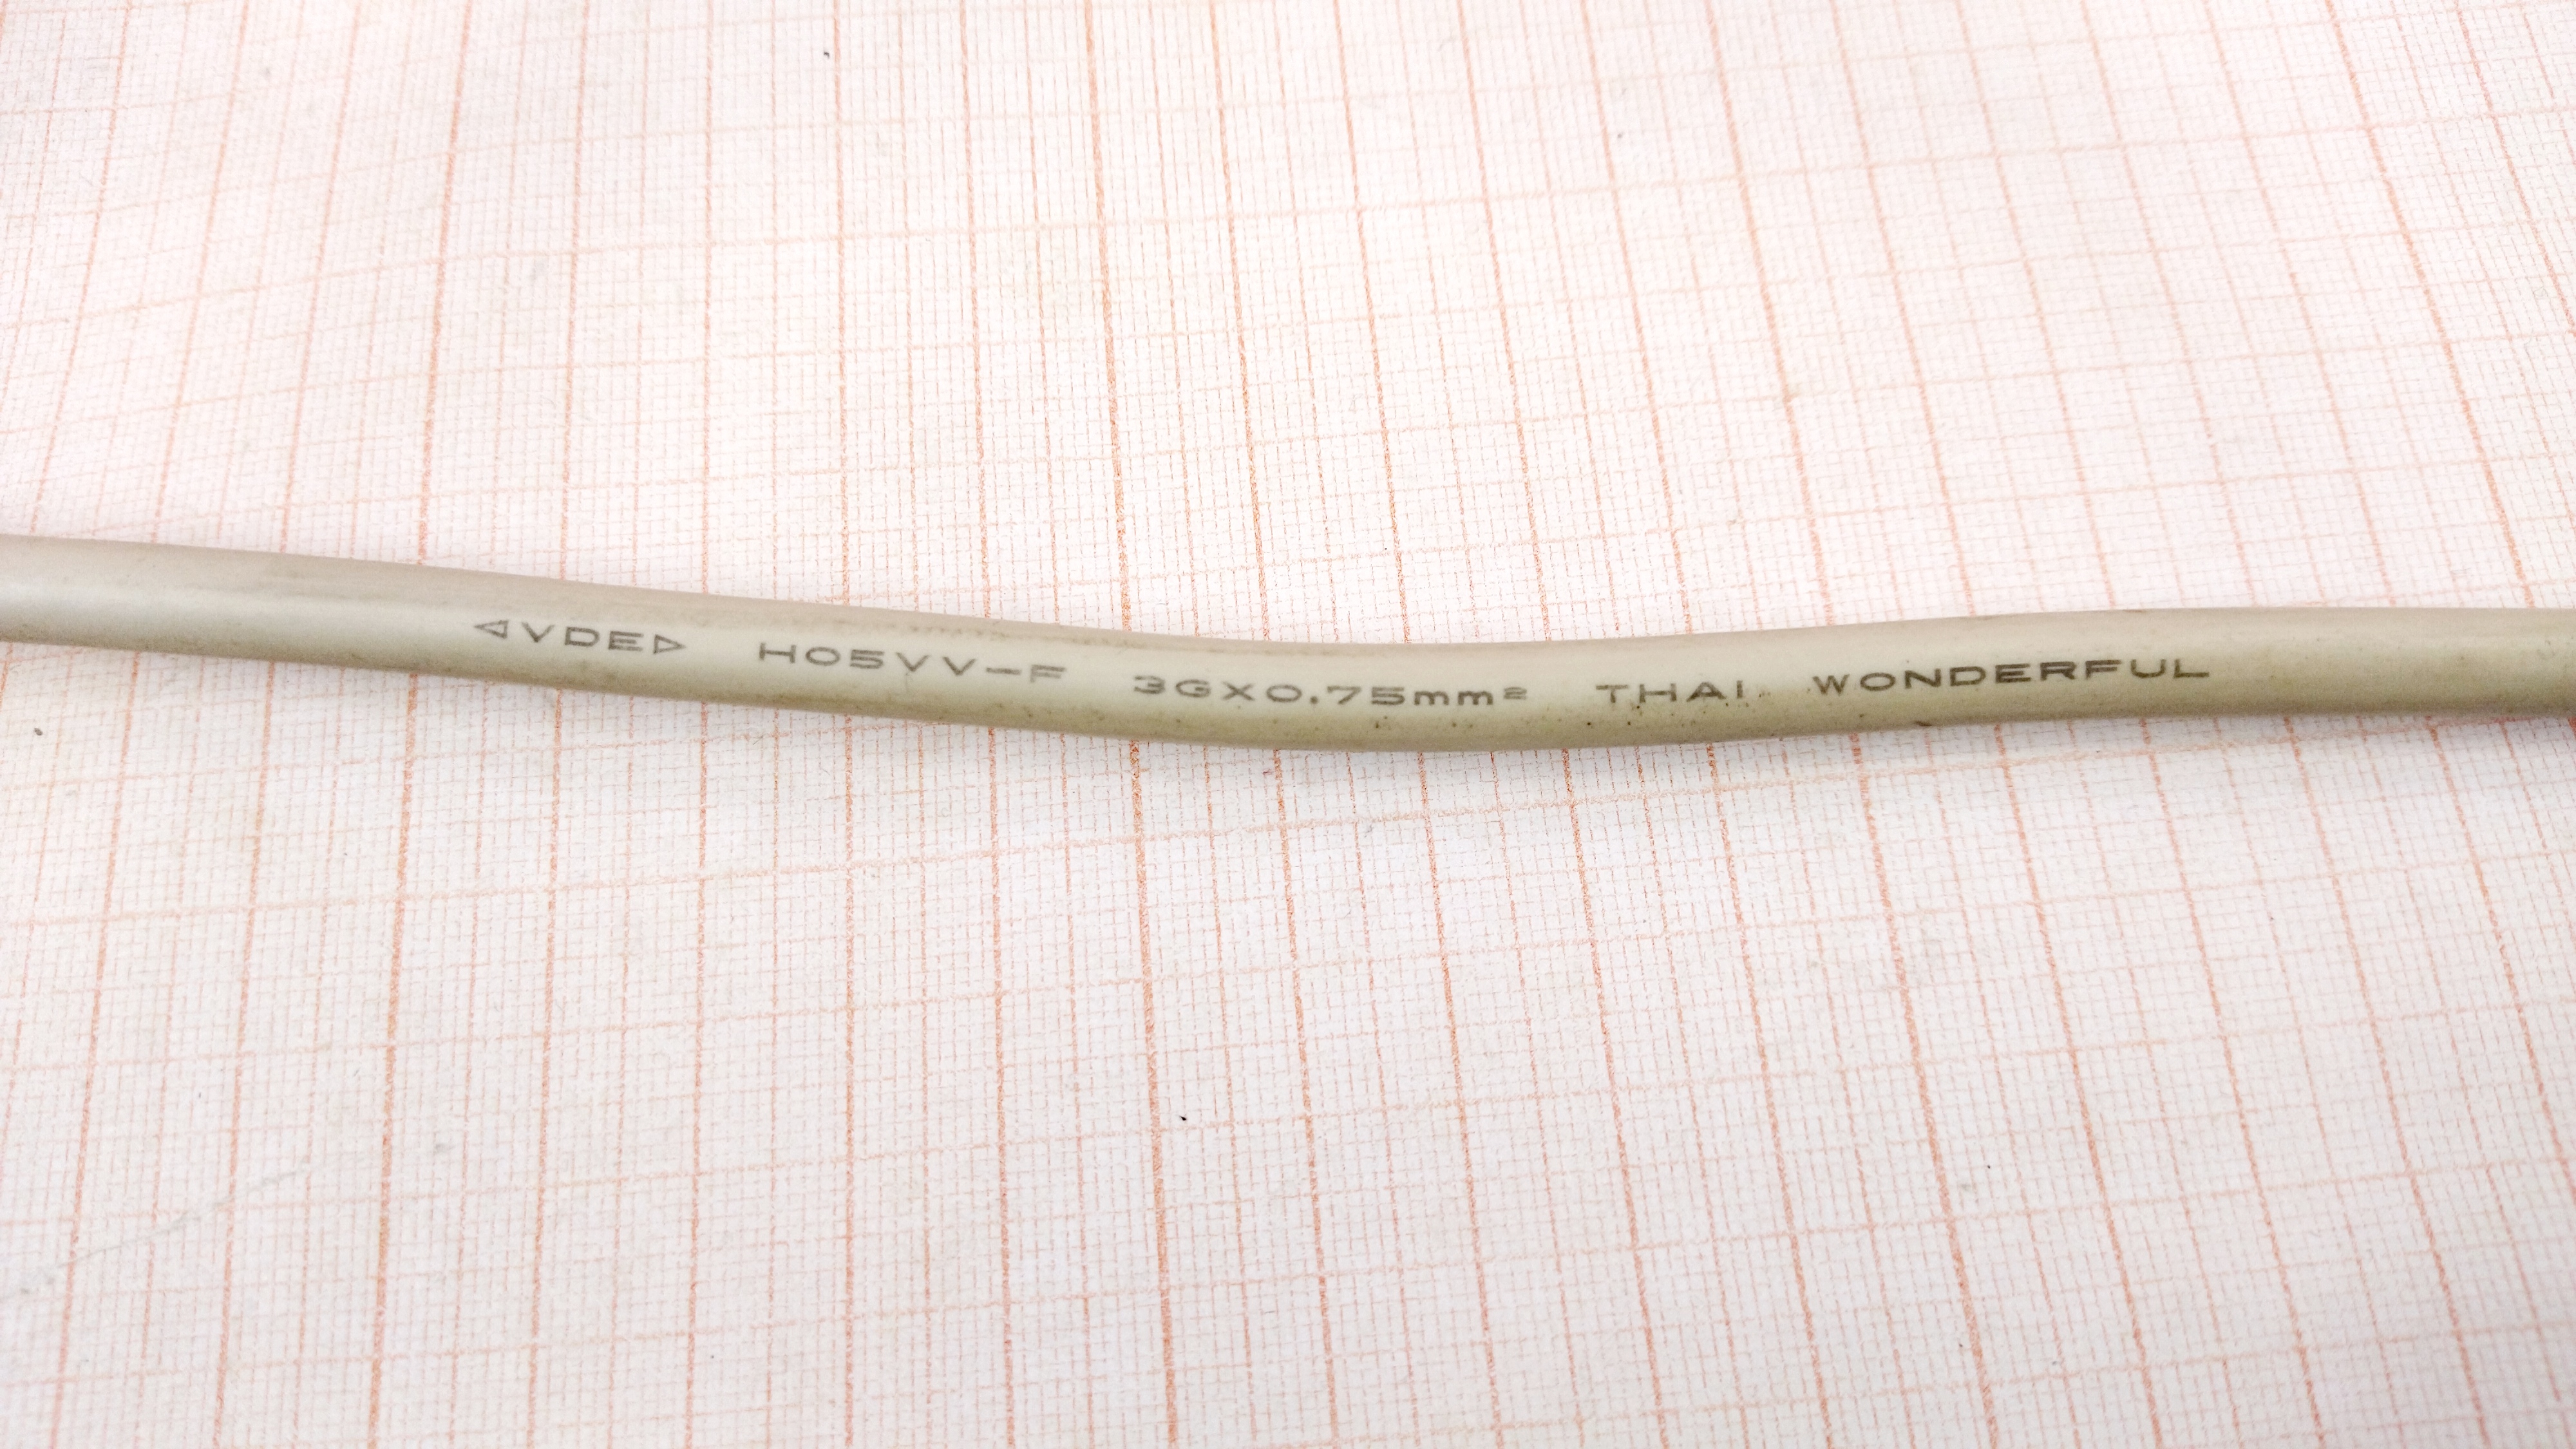 ◁VDE▷ H05VV-F 3GX0.75mm² THAI WONDERFUL